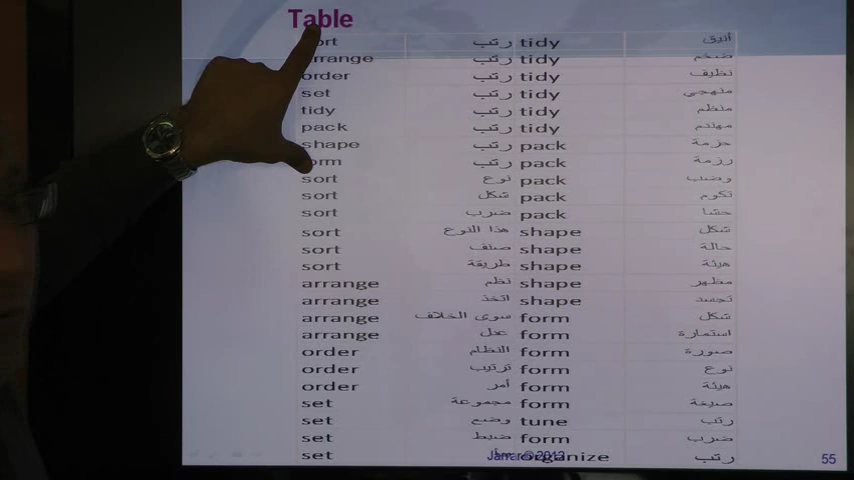 Table
sort رتب tidy أنيق
arrange رتب tidy ضخم
order رتب tidy نظيف
set رتب tidy منهجي
tidy رتب tidy منظم
pack رتب tidy مهندم
shape رتب pack حزمة
form رتب pack رزمة
sort نوع pack وضب
sort شكل pack تكوم
sort ضرب pack حشا
sort هذا النوع shape شكل
sort صنف shape حالة
sort طريقة shape هيئة
arrange نظم shape مظهر
arrange اتخذ shape تجسد
arrange سوى الخلاف form شكل
arrange عدل form استمارة
order النظام form صورة
order ترتيب form نوع
order أمر form هيئة
set مجموعة form صيغة
set وضع tune رتب
set ضبط form ضرب
set organize رتب
Jarrar © 2012
55